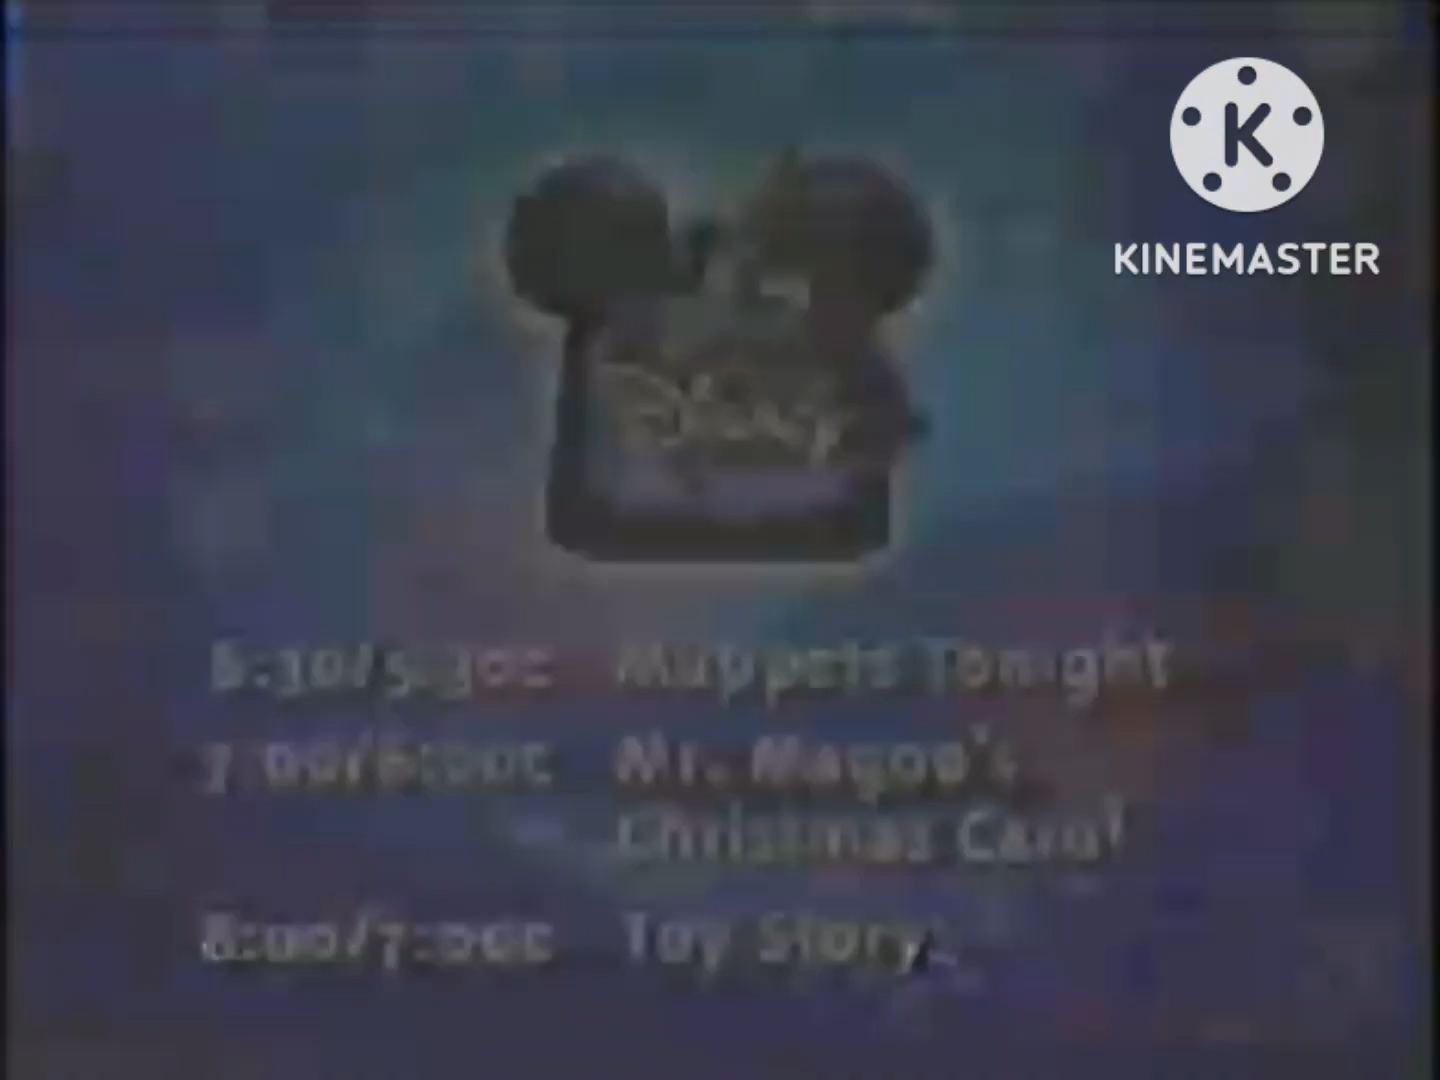 KINEMASTER
Disney
6:30/5:30c Muppets Tonight
7:00/6:00c Mr. Magoo's
Christmas Carol
8:00/7:00c Toy Story